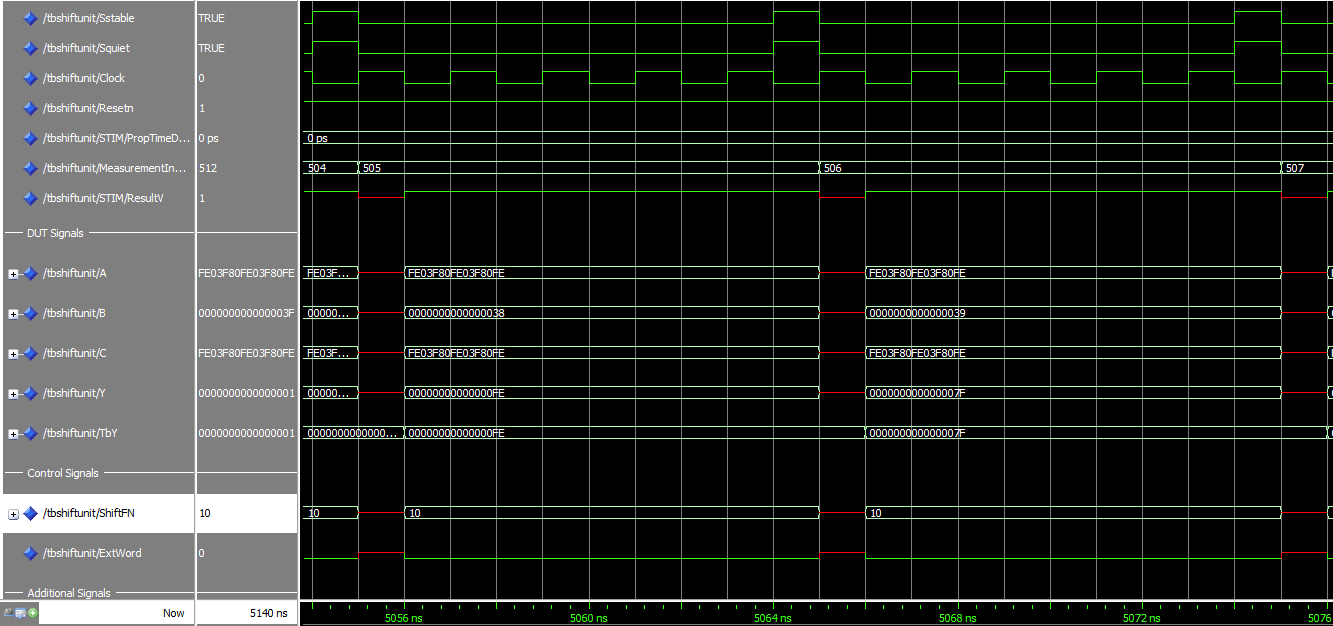 /tbshiftunit/Sstable TRUE
/tbshiftunit/Squiet TRUE
/tbshiftunit/Clock 0
/tbshiftunit/Resetn 1
/tbshiftunit/STIM/PropTimeD... 0 ps 0 ps
/tbshiftunit/MeasurementIn... 512 504 505 506 507
/tbshiftunit/STIM/ResultV 1
DUT Signals
/tbshiftunit/A FE03F80FE03F80FE FE03F... FE03F80FE03F80FE FE03F80FE03F80FE
/tbshiftunit/B 000000000000003F 00000... 0000000000000038 0000000000000039
/tbshiftunit/C FE03F80FE03F80FE FE03F... FE03F80FE03F80FE FE03F80FE03F80FE
/tbshiftunit/Y 0000000000000001 00000... 00000000000000FE 000000000000007F
/tbshiftunit/TbY 0000000000000001 0000000000000... 00000000000000FE 000000000000007F
Control Signals
/tbshiftunit/ShiftFN 10 10 10 10
/tbshiftunit/ExtWord 0
Additional Signals
Now 5140 ns 5056 ns 5060 ns 5064 ns 5068 ns 5072 ns 5076